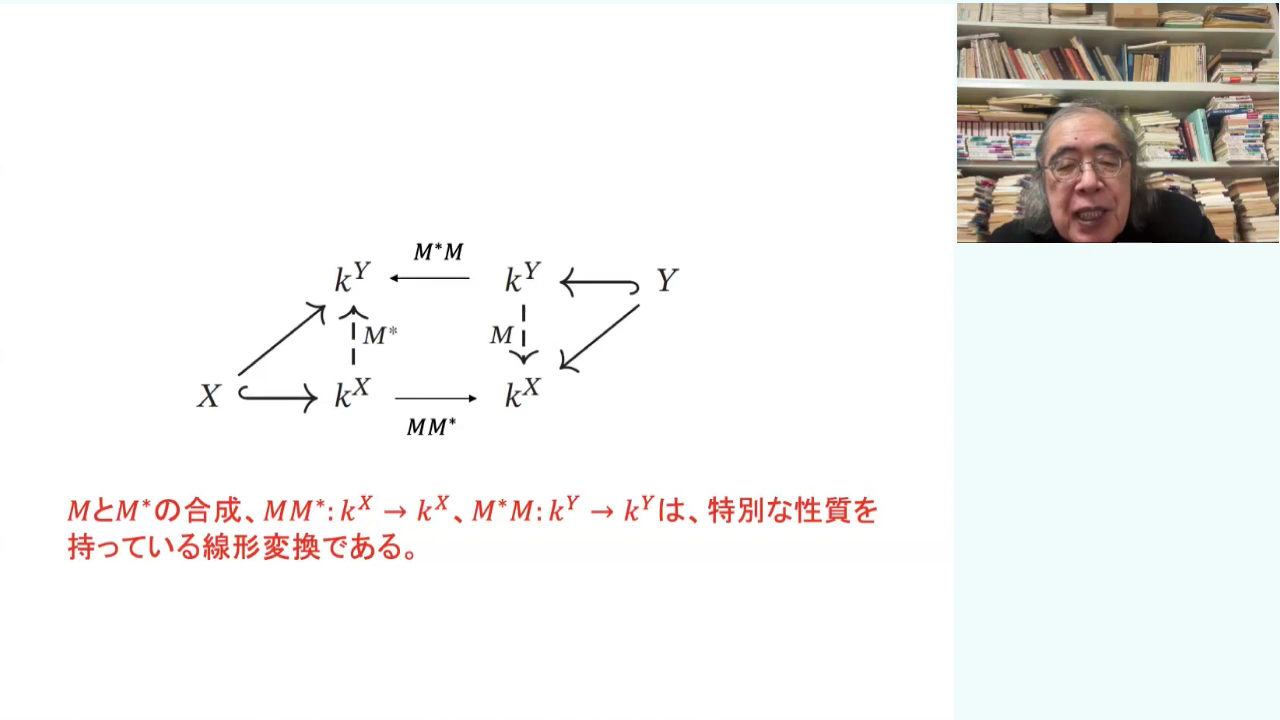 M*M
k^Y k^Y Y
M* M
X k^X k^X
MM*
MとM*の合成、MM*: k^X → k^X、M*M: k^Y → k^Yは、特別な性質を
持っている線形変換である。